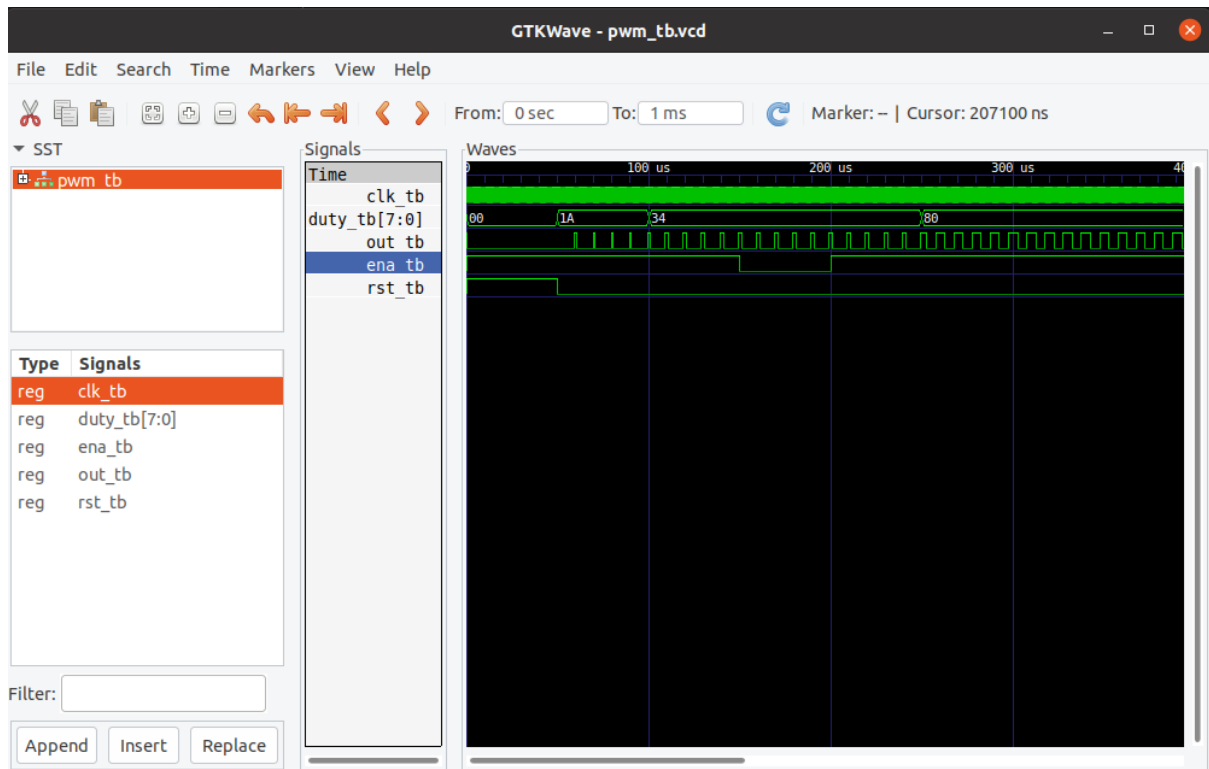 GTKWave - pwm_tb.vcd
File Edit Search Time Markers View Help
From: 0 sec To: 1 ms Marker: -- | Cursor: 207100 ns
SST
pwm_tb
Type Signals
reg clk_tb
reg duty_tb[7:0]
reg ena_tb
reg out_tb
reg rst_tb
Filter:
Append Insert Replace
Signals
Time
clk_tb
duty_tb[7:0]
out_tb
ena_tb
rst_tb
Waves
100 us 200 us 300 us
00 1A 34 80